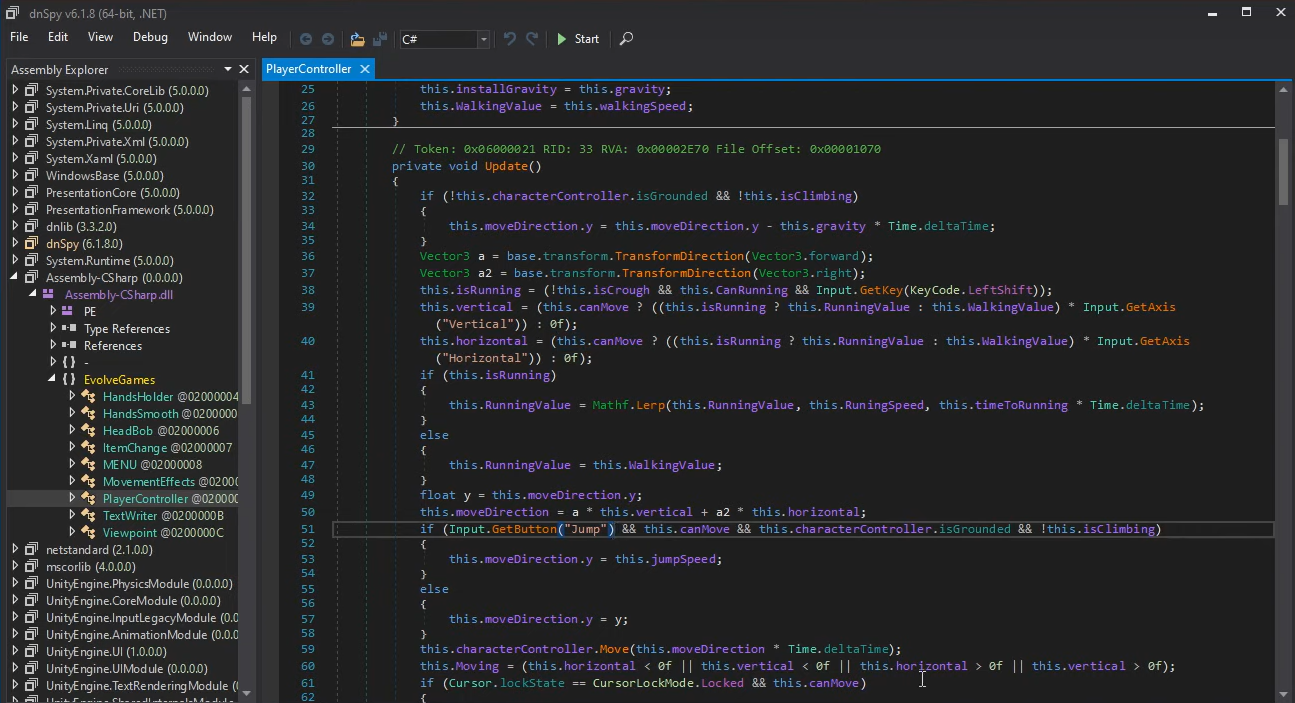 dnSpy v6.1.8 (64-bit, .NET)
File Edit View Debug Window Help C# Start
Assembly Explorer
System.Private.CoreLib (5.0.0.0)
System.Private.Uri (5.0.0.0)
System.Linq (5.0.0.0)
System.Private.Xml (5.0.0.0)
System.Xaml (5.0.0.0)
WindowsBase (5.0.0.0)
PresentationCore (5.0.0.0)
PresentationFramework (5.0.0.0)
dnlib (3.3.2.0)
dnSpy (6.1.8.0)
System.Runtime (5.0.0.0)
Assembly-CSharp (0.0.0.0)
Assembly-CSharp.dll
PE
Type References
References
{ } -
{ } EvolveGames
HandsHolder @02000004
HandsSmooth @0200000
HeadBob @02000006
ItemChange @02000007
MENU @02000008
MovementEffects @0200000
PlayerController @020000
TextWriter @0200000B
Viewpoint @0200000C
netstandard (2.1.0.0)
mscorlib (4.0.0.0)
UnityEngine.PhysicsModule (0.0.0.0)
UnityEngine.CoreModule (0.0.0.0)
UnityEngine.InputLegacyModule (0.0
UnityEngine.AnimationModule (0.0.0
UnityEngine.UI (1.0.0.0)
UnityEngine.UIModule (0.0.0.0)
UnityEngine.TextRenderingModule (0.
PlayerController
25 this.installGravity = this.gravity;
26 this.WalkingValue = this.walkingSpeed;
27 }
28
29 // Token: 0x06000021 RID: 33 RVA: 0x00002E70 File Offset: 0x00001070
30 private void Update()
31 {
32 if (!this.characterController.isGrounded && !this.isClimbing)
33 {
34 this.moveDirection.y = this.moveDirection.y - this.gravity * Time.deltaTime;
35 }
36 Vector3 a = base.transform.TransformDirection(Vector3.forward);
37 Vector3 a2 = base.transform.TransformDirection(Vector3.right);
38 this.isRunning = (!this.isCrough && this.CanRunning && Input.GetKey(KeyCode.LeftShift));
39 this.vertical = (this.canMove ? ((this.isRunning ? this.RunningValue : this.WalkingValue) * Input.GetAxis
("Vertical")) : 0f);
40 this.horizontal = (this.canMove ? ((this.isRunning ? this.RunningValue : this.WalkingValue) * Input.GetAxis
("Horizontal")) : 0f);
41 if (this.isRunning)
42 {
43 this.RunningValue = Mathf.Lerp(this.RunningValue, this.RuningSpeed, this.timeToRunning * Time.deltaTime);
44 }
45 else
46 {
47 this.RunningValue = this.WalkingValue;
48 }
49 float y = this.moveDirection.y;
50 this.moveDirection = a * this.vertical + a2 * this.horizontal;
51 if (Input.GetButton("Jump") && this.canMove && this.characterController.isGrounded && !this.isClimbing)
52 {
53 this.moveDirection.y = this.jumpSpeed;
54 }
55 else
56 {
57 this.moveDirection.y = y;
58 }
59 this.characterController.Move(this.moveDirection * Time.deltaTime);
60 this.Moving = (this.horizontal < 0f || this.vertical < 0f || this.horizontal > 0f || this.vertical > 0f);
61 if (Cursor.lockState == CursorLockMode.Locked && this.canMove)
62 {